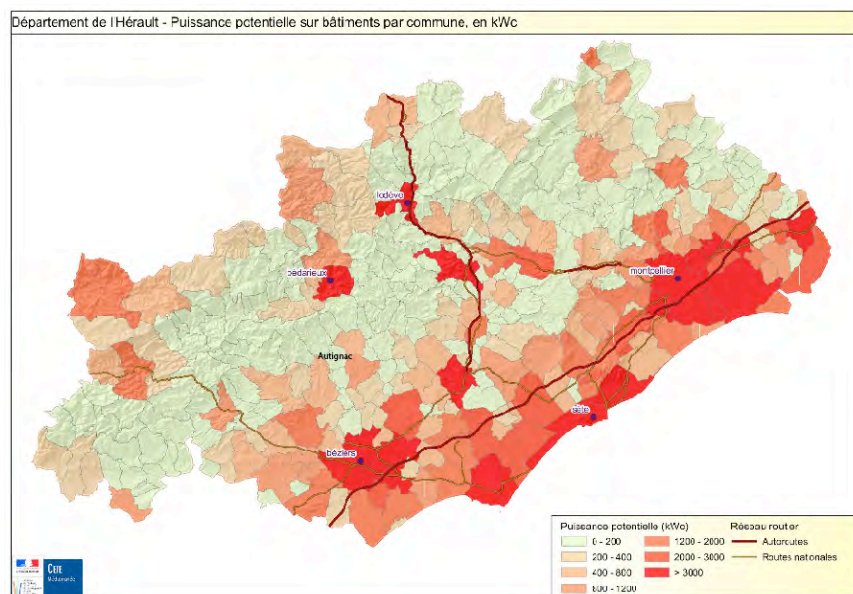 Département de l'Hérault - Puissance potentielle sur bâtiments par commune, en kWc
lodève
bédarieux
montpellier
Autignac
sète
béziers
Puissance potentielle (kWc)
Réseau routier
0 - 200
1200 - 2000
Autoroutes
200 - 400
2000 - 3000
Routes nationales
400 - 800
> 3000
800 - 1200
CETE
Méditerranée